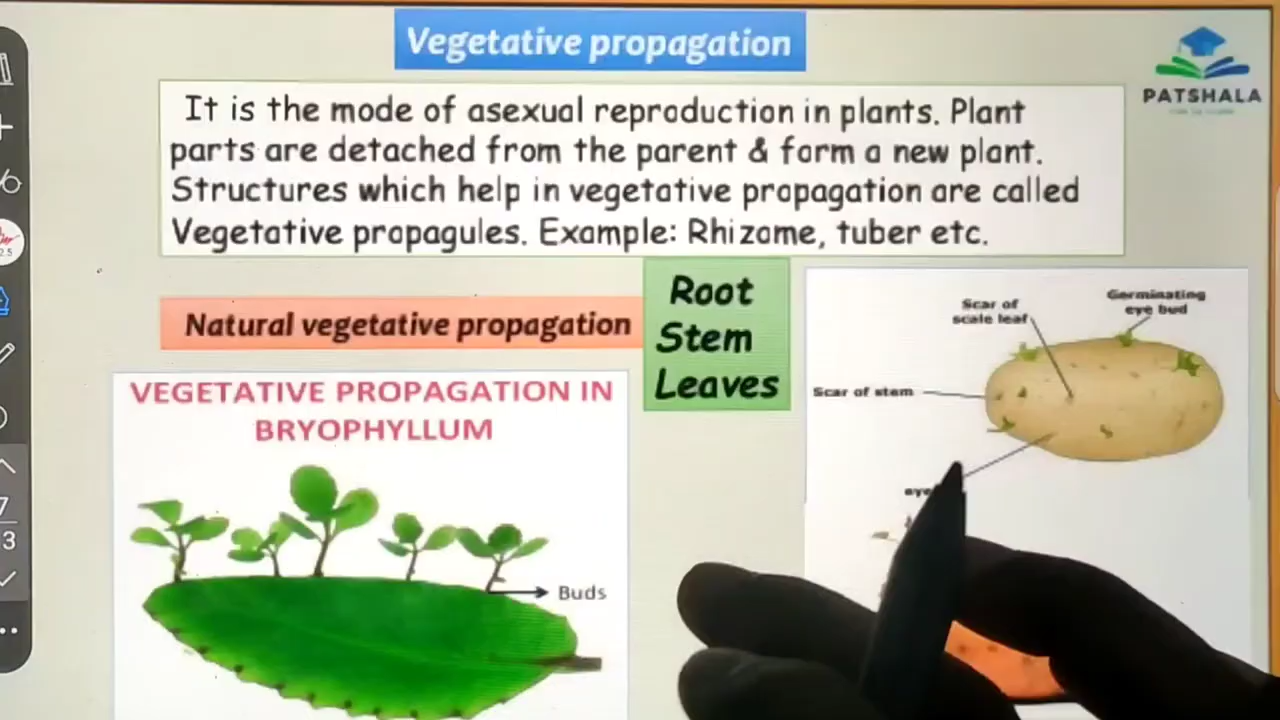 Vegetative propagation
PATSHALA
It is the mode of asexual reproduction in plants. Plant
parts are detached from the parent & form a new plant.
Structures which help in vegetative propagation are called
Vegetative propagules. Example: Rhizome, tuber etc.
Natural vegetative propagation
Root
Stem
Leaves
VEGETATIVE PROPAGATION IN
BRYOPHYLLUM
Buds
Scar of
scale leaf
Germinating
eye bud
Scar of stem
eye
7
3